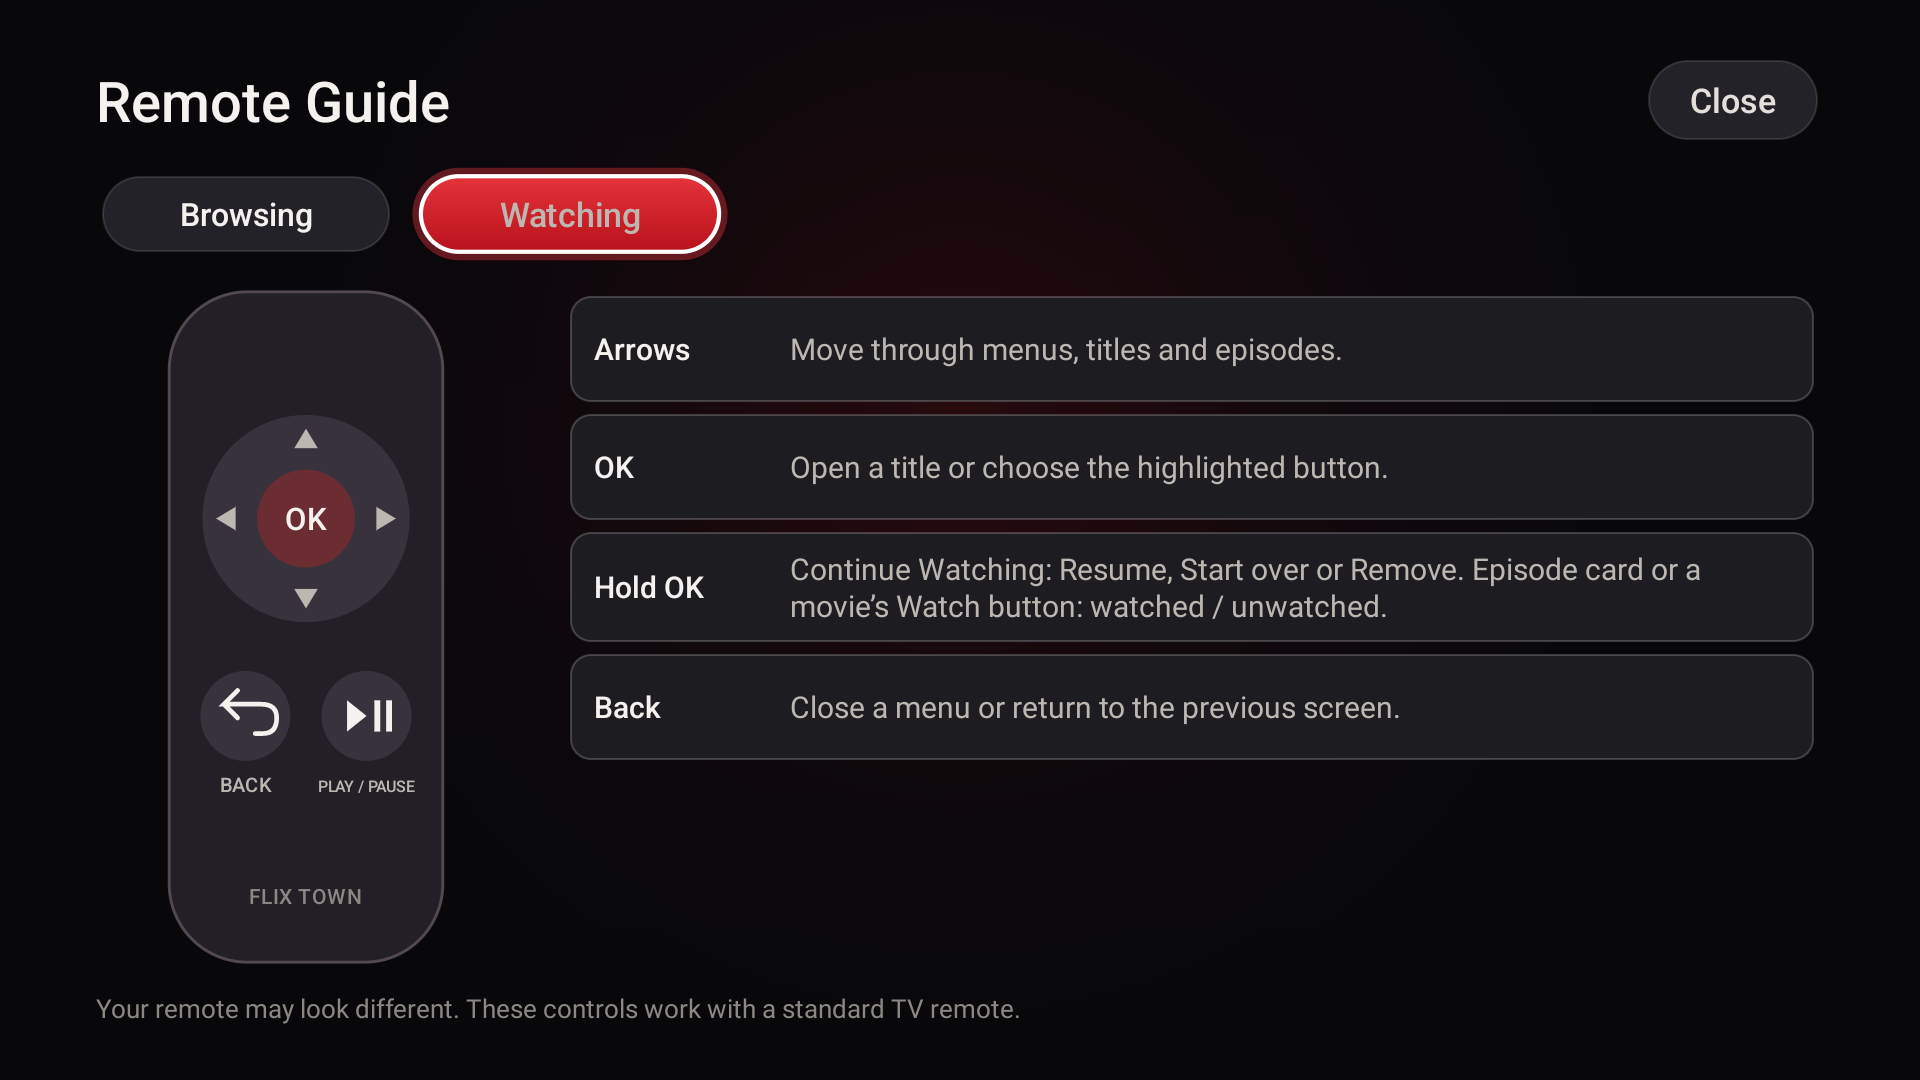 Remote Guide
Close
Browsing
Watching
Arrows
Move through menus, titles and episodes.
OK
Open a title or choose the highlighted button.
Hold OK
Continue Watching: Resume, Start over or Remove. Episode card or a
movie’s Watch button: watched / unwatched.
Back
Close a menu or return to the previous screen.
OK
BACK
PLAY / PAUSE
FLIX TOWN
Your remote may look different. These controls work with a standard TV remote.